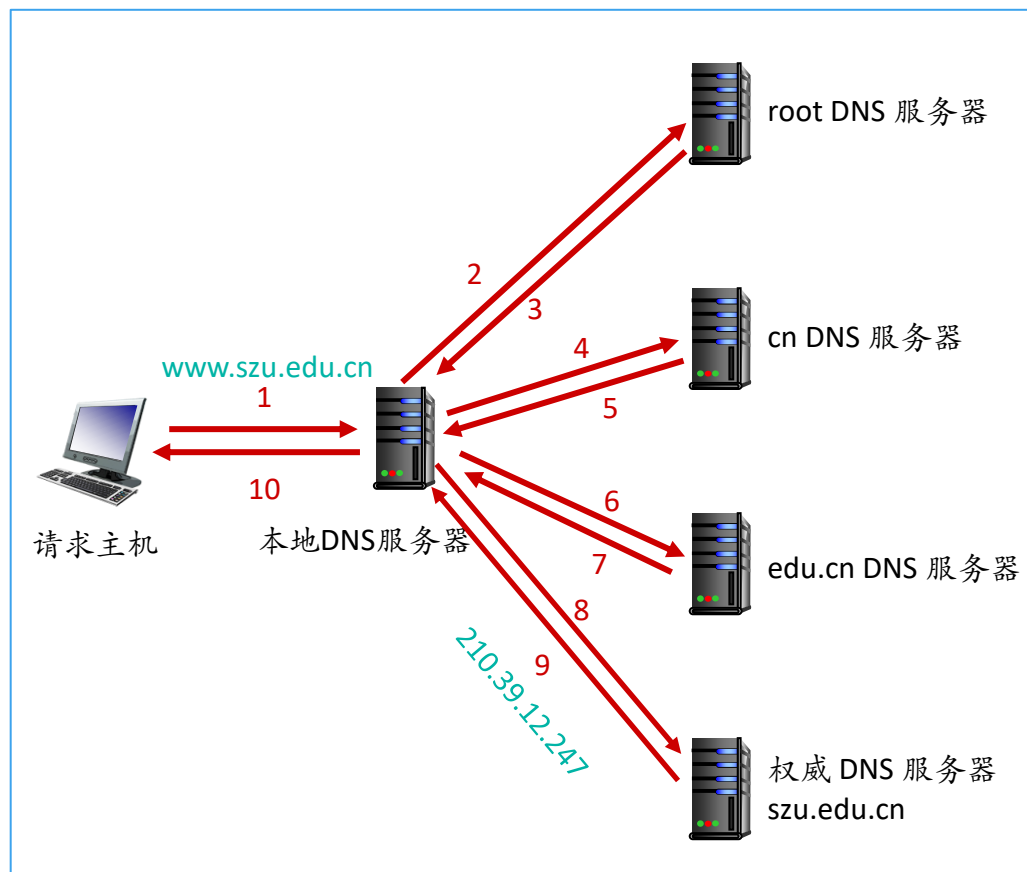 root DNS 服务器
2
3
cn DNS 服务器
4
www.szu.edu.cn
1
5
10
6
请求主机
本地DNS服务器
7
edu.cn DNS 服务器
8
9
210.39.12.247
权威 DNS 服务器
szu.edu.cn